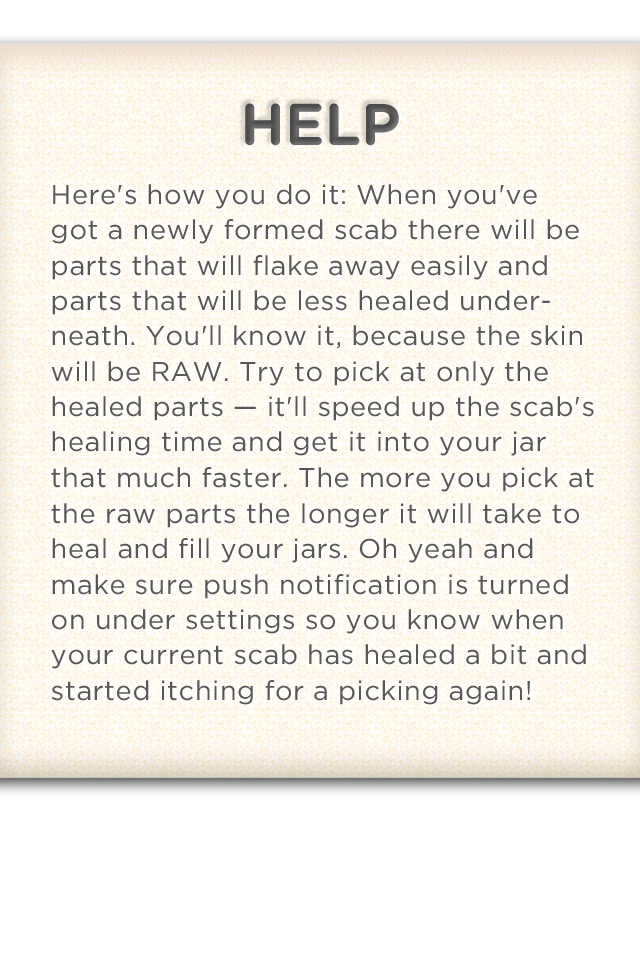 HELP
Here's how you do it: When you've
got a newly formed scab there will be
parts that will flake away easily and
parts that will be less healed under-
neath. You'll know it, because the skin
will be RAW. Try to pick at only the
healed parts — it'll speed up the scab's
healing time and get it into your jar
that much faster. The more you pick at
the raw parts the longer it will take to
heal and fill your jars. Oh yeah and
make sure push notification is turned
on under settings so you know when
your current scab has healed a bit and
started itching for a picking again!